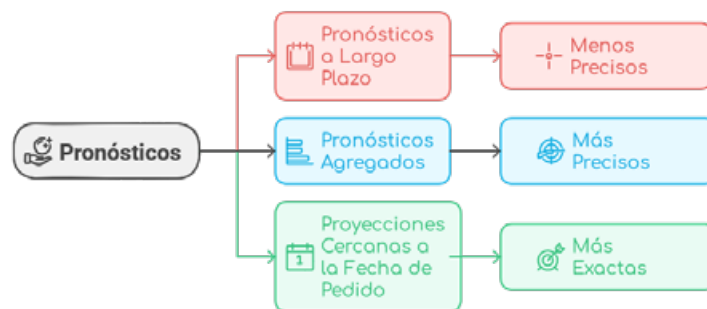 Pronósticos
Pronósticos
a Largo
Plazo
Menos
Precisos
Pronósticos
Agregados
Más
Precisos
Proyecciones
Cercanas a
la Fecha de
Pedido
1
Más
Exactas